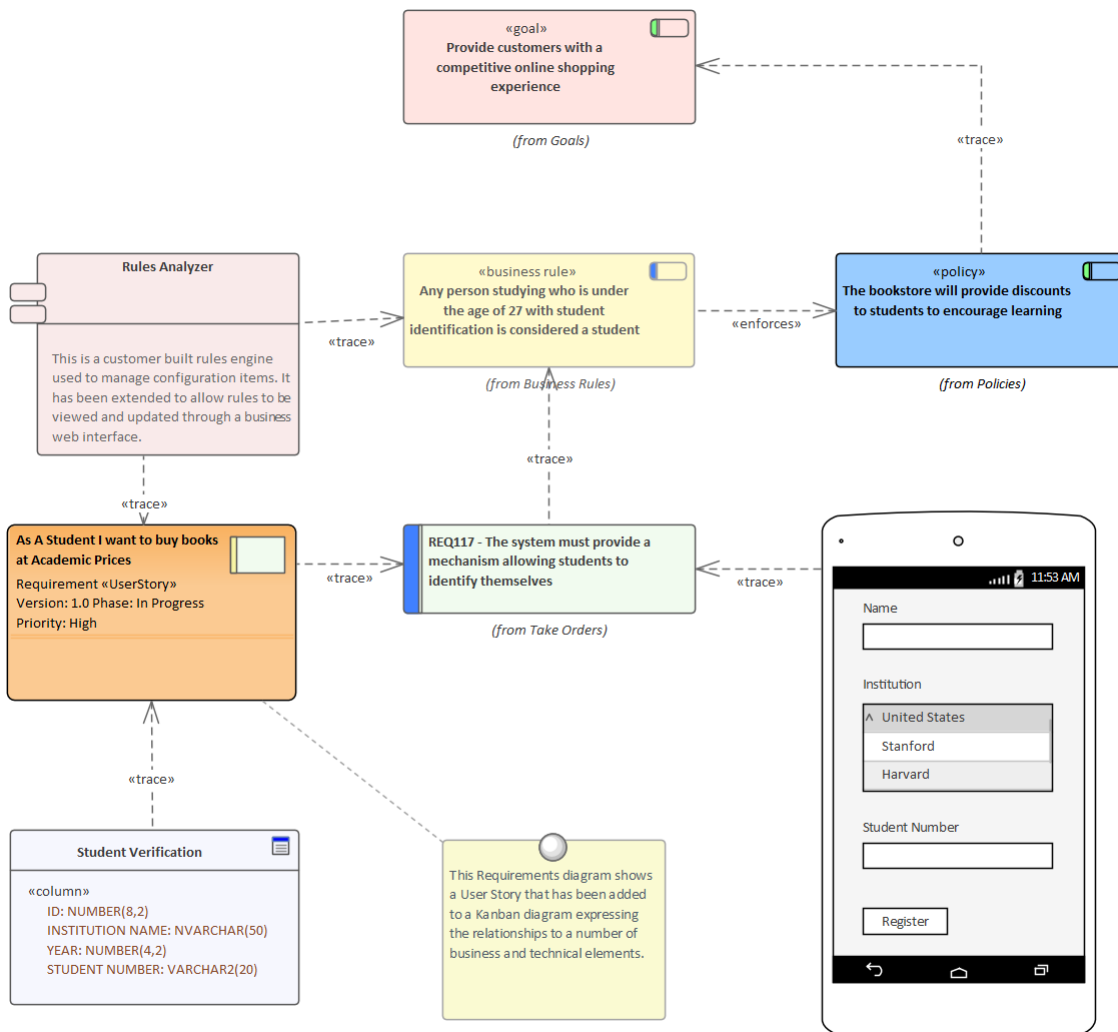 «goal»
Provide customers with a
competitive online shopping
experience
(from Goals)
«trace»
Rules Analyzer
This is a customer built rules engine
used to manage configuration items. It
has been extended to allow rules to be
viewed and updated through a business
web interface.
«trace»
«business rule»
Any person studying who is under
the age of 27 with student
identification is considered a student
(from Business Rules)
«enforces»
«policy»
The bookstore will provide discounts
to students to encourage learning
(from Policies)
«trace»
«trace»
As A Student I want to buy books
at Academic Prices
Requirement «UserStory»
Version: 1.0 Phase: In Progress
Priority: High
«trace»
REQ117 - The system must provide a
mechanism allowing students to
identify themselves
(from Take Orders)
«trace»
11:53 AM
Name
Institution
^ United States
Stanford
Harvard
Student Number
Register
«trace»
Student Verification
«column»
ID: NUMBER(8,2)
INSTITUTION NAME: NVARCHAR(50)
YEAR: NUMBER(4,2)
STUDENT NUMBER: VARCHAR2(20)
This Requirements diagram shows
a User Story that has been added
to a Kanban diagram expressing
the relationships to a number of
business and technical elements.